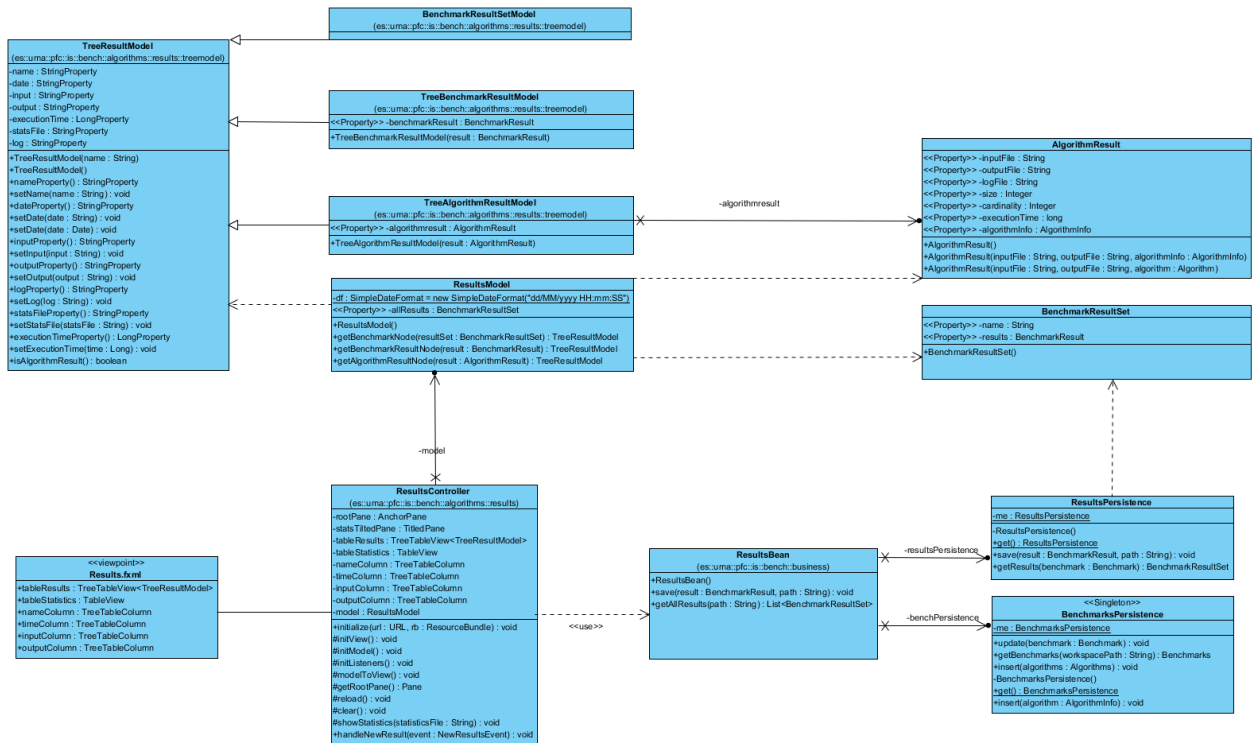 BenchmarkResultSetModel
(es::uma::pfc::is::bench::algorithms::results::treemodel)
TreeResultModel
(es::uma::pfc::is::bench::algorithms::results::treemodel)
-name : StringProperty
-date : StringProperty
-input : StringProperty
-output : StringProperty
-executionTime : LongProperty
-statsFile : StringProperty
-log : StringProperty
+TreeResultModel(name : String)
+TreeResultModel()
+nameProperty() : StringProperty
+setName(name : String) : void
+dateProperty() : StringProperty
+setDate(date : String) : void
+setDate(date : Date) : void
+inputProperty() : StringProperty
+setInput(input : String) : void
+outputProperty() : StringProperty
+setOutput(output : String) : void
+logProperty() : StringProperty
+setLog(log : String) : void
+statsFileProperty() : StringProperty
+setStatsFile(statsFile : String) : void
+executionTimeProperty() : LongProperty
+setExecutionTime(time : Long) : void
+isAlgorithmResult() : boolean
TreeBenchmarkResultModel
(es::uma::pfc::is::bench::algorithms::results::treemodel)
<<Property>> -benchmarkResult : BenchmarkResult
+TreeBenchmarkResultModel(result : BenchmarkResult)
TreeAlgorithmResultModel
(es::uma::pfc::is::bench::algorithms::results::treemodel)
<<Property>> -algorithmresult : AlgorithmResult
+TreeAlgorithmResultModel(result : AlgorithmResult)
-algorithmresult
AlgorithmResult
<<Property>> -inputFile : String
<<Property>> -outputFile : String
<<Property>> -logFile : String
<<Property>> -size : Integer
<<Property>> -cardinality : Integer
<<Property>> -executionTime : long
<<Property>> -algorithmInfo : AlgorithmInfo
+AlgorithmResult()
+AlgorithmResult(inputFile : String, outputFile : String, algorithmInfo : AlgorithmInfo)
+AlgorithmResult(inputFile : String, outputFile : String, algorithm : Algorithm)
ResultsModel
-df : SimpleDateFormat = new SimpleDateFormat("dd/MM/yyyy HH:mm:SS")
<<Property>> -allResults : BenchmarkResultSet
+ResultsModel()
+getBenchmarkNode(resultSet : BenchmarkResultSet) : TreeResultModel
+getBenchmarkResultNode(result : BenchmarkResult) : TreeResultModel
+getAlgorithmResultNode(result : AlgorithmResult) : TreeResultModel
BenchmarkResultSet
<<Property>> -name : String
<<Property>> -results : BenchmarkResult
+BenchmarkResultSet()
-model
ResultsController
(es::uma::pfc::is::bench::algorithms::results)
-rootPane : AnchorPane
-statsTiltedPane : TitledPane
-tableResults : TreeTableView<TreeResultModel>
-tableStatistics : TableView
-nameColumn : TreeTableColumn
-timeColumn : TreeTableColumn
-inputColumn : TreeTableColumn
-outputColumn : TreeTableColumn
-model : ResultsModel
+initialize(url : URL, rb : ResourceBundle) : void
#initView() : void
#initModel() : void
#initListeners() : void
#modelToView() : void
#getRootPane() : Pane
#reload() : void
#clear() : void
#showStatistics(statisticsFile : String) : void
+handleNewResult(event : NewResultsEvent) : void
<<viewpoint>>
Results.fxml
+tableResults : TreeTableView<TreeResultModel>
+tableStatistics : TableView
+nameColumn : TreeTableColumn
+timeColumn : TreeTableColumn
+inputColumn : TreeTableColumn
+outputColumn : TreeTableColumn
<<use>>
ResultsBean
(es::uma::pfc::is::bench::business)
+ResultsBean()
+save(result : BenchmarkResult, path : String) : void
+getAllResults(path : String) : List<BenchmarkResultSet>
-resultsPersistence
-benchPersistence
ResultsPersistence
-me : ResultsPersistence
-ResultsPersistence()
+get() : ResultsPersistence
+save(result : BenchmarkResult, path : String) : void
+getResults(benchmark : Benchmark) : BenchmarkResultSet
<<Singleton>>
BenchmarksPersistence
-me : BenchmarksPersistence
+update(benchmark : Benchmark) : void
+getBenchmarks(workspacePath : String) : Benchmarks
+insert(algorithms : Algorithms) : void
-BenchmarksPersistence()
+get() : BenchmarksPersistence
+insert(algorithm : AlgorithmInfo) : void